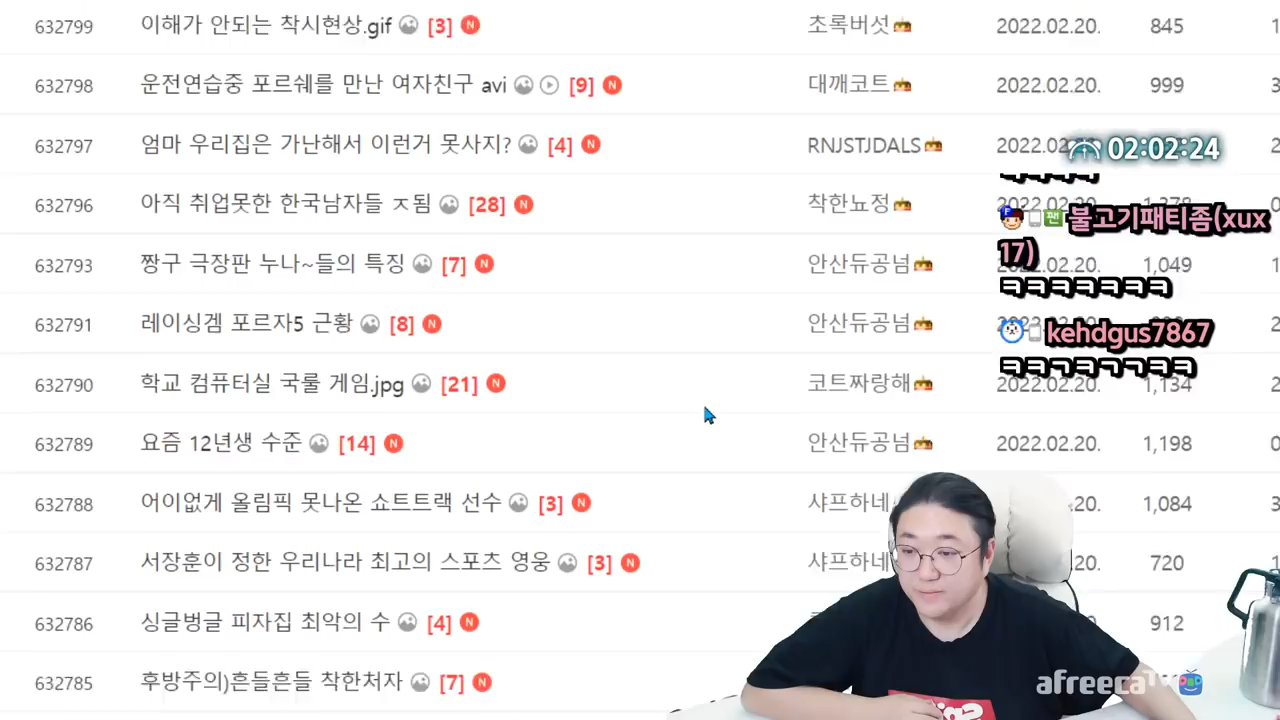 632799 이해가 안되는 착시현상.gif [3] N 초록버섯 2022.02.20. 845
632798 운전연습중 포르쉐를 만난 여자친구 avi [9] N 대깨코트 2022.02.20. 999
632797 엄마 우리집은 가난해서 이런거 못사지? [4] N RNJSTJDALS
02:02:24
632796 아직 취업못한 한국남자들 ㅈ됨 [28] N 착한뇨정
불고기패티좀(xux
17)
632793 짱구 극장판 누나~들의 특징 [7] N 안산듀공넘 1,049
ㅋㅋㅋㅋㅋㅋㅋ
632791 레이싱겜 포르자5 근황 [8] N 안산듀공넘
kehdgus7867
ㅋㅋㄱㅋㄱㄱㅋㅋ
632790 학교 컴퓨터실 국룰 게임.jpg [21] N 코트짜랑해 2022.02.20. 1,134
632789 요즘 12년생 수준 [14] N 안산듀공넘 2022.02.20. 1,198
632788 어이없게 올림픽 못나온 쇼트트랙 선수 [3] N 샤프하네 .20. 1,084
632787 서장훈이 정한 우리나라 최고의 스포츠 영웅 [3] N 샤프하네 20. 720
632786 싱글벙글 피자집 최악의 수 [4] N 912
632785 후방주의)흔들흔들 착한처자 [7] N
afreecaTV